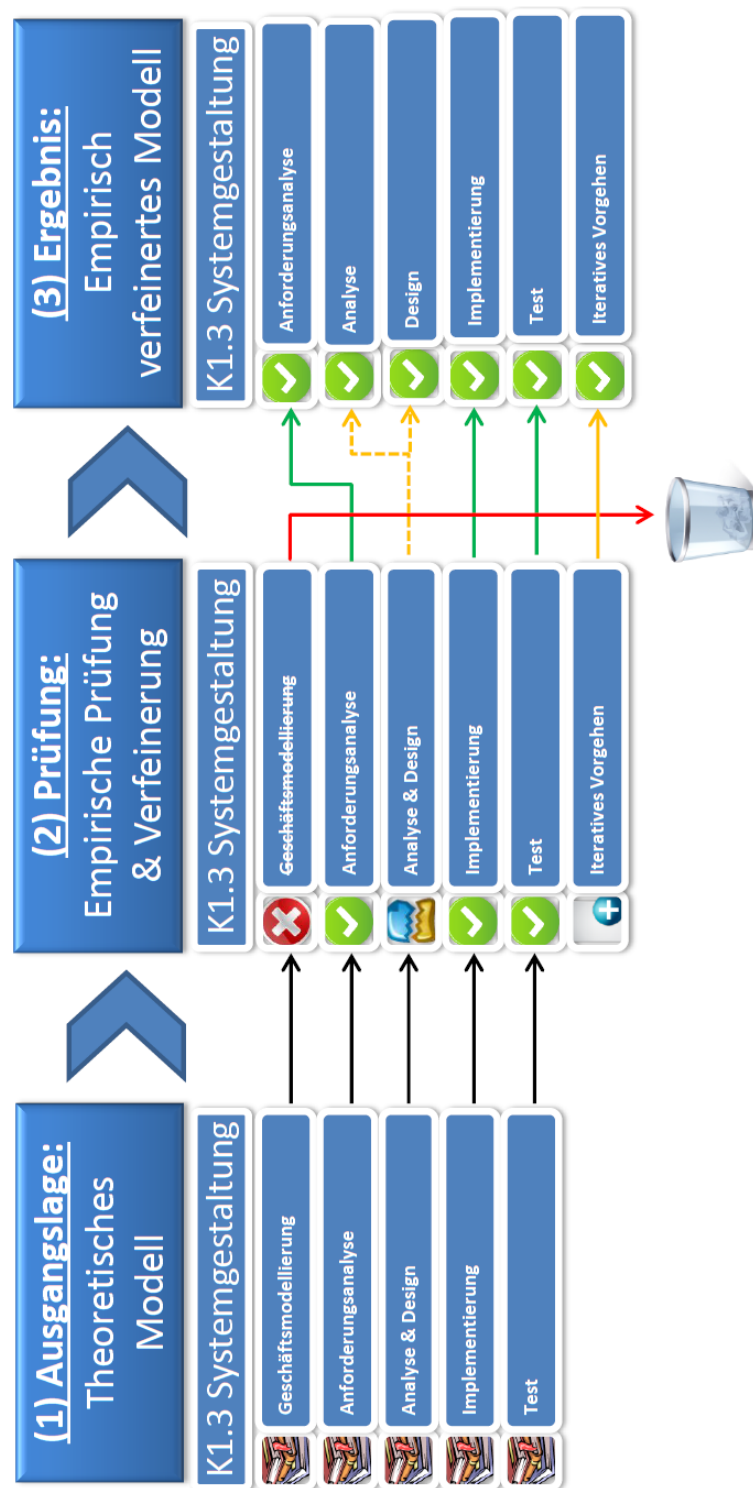 (1) Ausgangslage:
Theoretisches
Modell
K1.3 Systemgestaltung
Geschäftsmodellierung
Anforderungsanalyse
Analyse & Design
Implementierung
Test
(2) Prüfung:
Empirische Prüfung
& Verfeinerung
K1.3 Systemgestaltung
Geschäftsmodellierung
Anforderungsanalyse
Analyse & Design
Implementierung
Test
Iteratives Vorgehen
(3) Ergebnis:
Empirisch
verfeinertes Modell
K1.3 Systemgestaltung
Anforderungsanalyse
Analyse
Design
Implementierung
Test
Iteratives Vorgehen